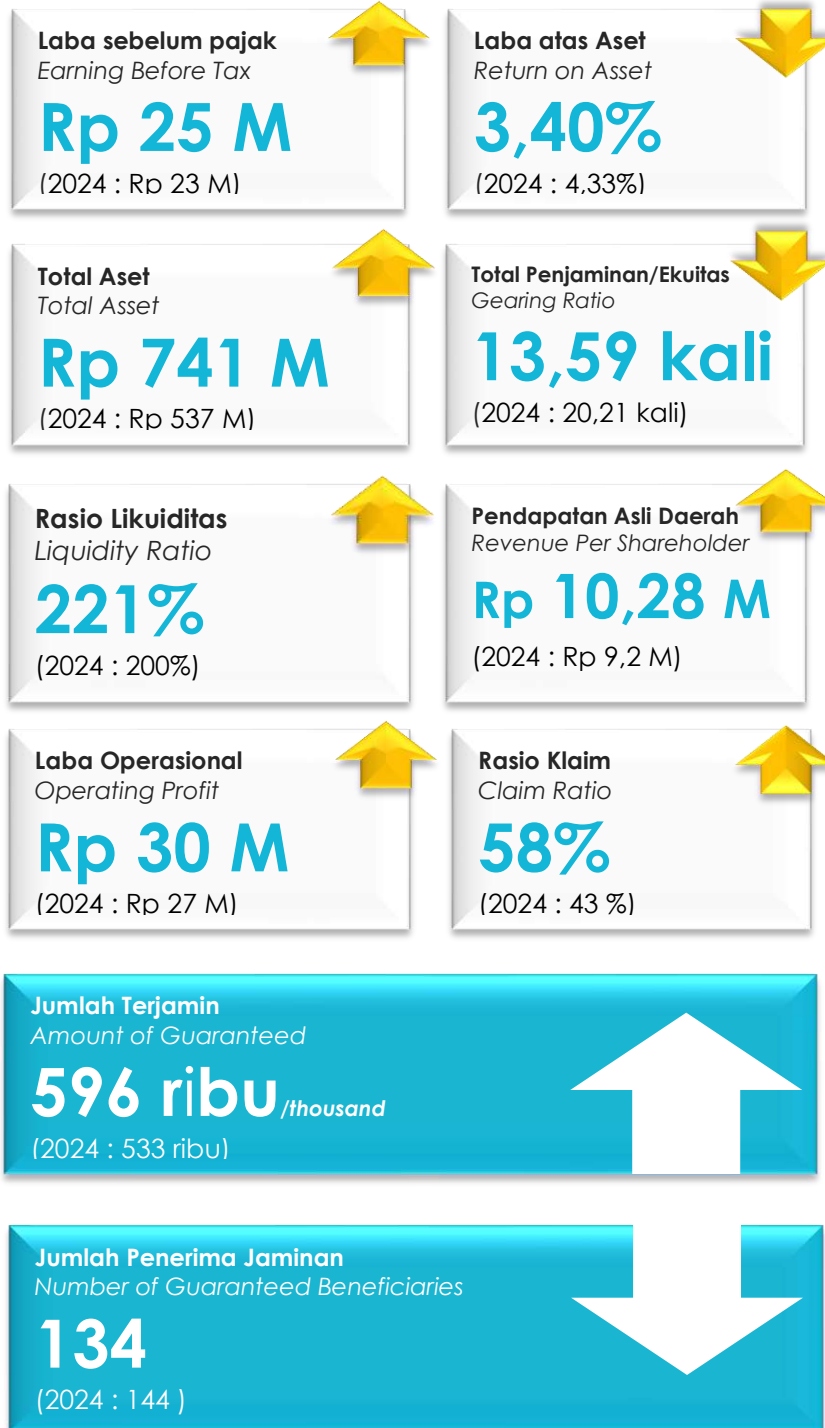 Laba sebelum pajak
Earning Before Tax
Rp 25 M
(2024 : Rp 23 M)
Laba atas Aset
Return on Asset
3,40%
(2024 : 4,33%)
Total Aset
Total Asset
Rp 741 M
(2024 : Rp 537 M)
Total Penjaminan/Ekuitas
Gearing Ratio
13,59 kali
(2024 : 20,21 kali)
Rasio Likuiditas
Liquidity Ratio
221%
(2024 : 200%)
Pendapatan Asli Daerah
Revenue Per Shareholder
Rp 10,28 M
(2024 : Rp 9,2 M)
Laba Operasional
Operating Profit
Rp 30 M
(2024 : Rp 27 M)
Rasio Klaim
Claim Ratio
58%
(2024 : 43 %)
Jumlah Terjamin
Amount of Guaranteed
596 ribu/thousand
(2024 : 533 ribu)
Jumlah Penerima Jaminan
Number of Guaranteed Beneficiaries
134
(2024 : 144 )